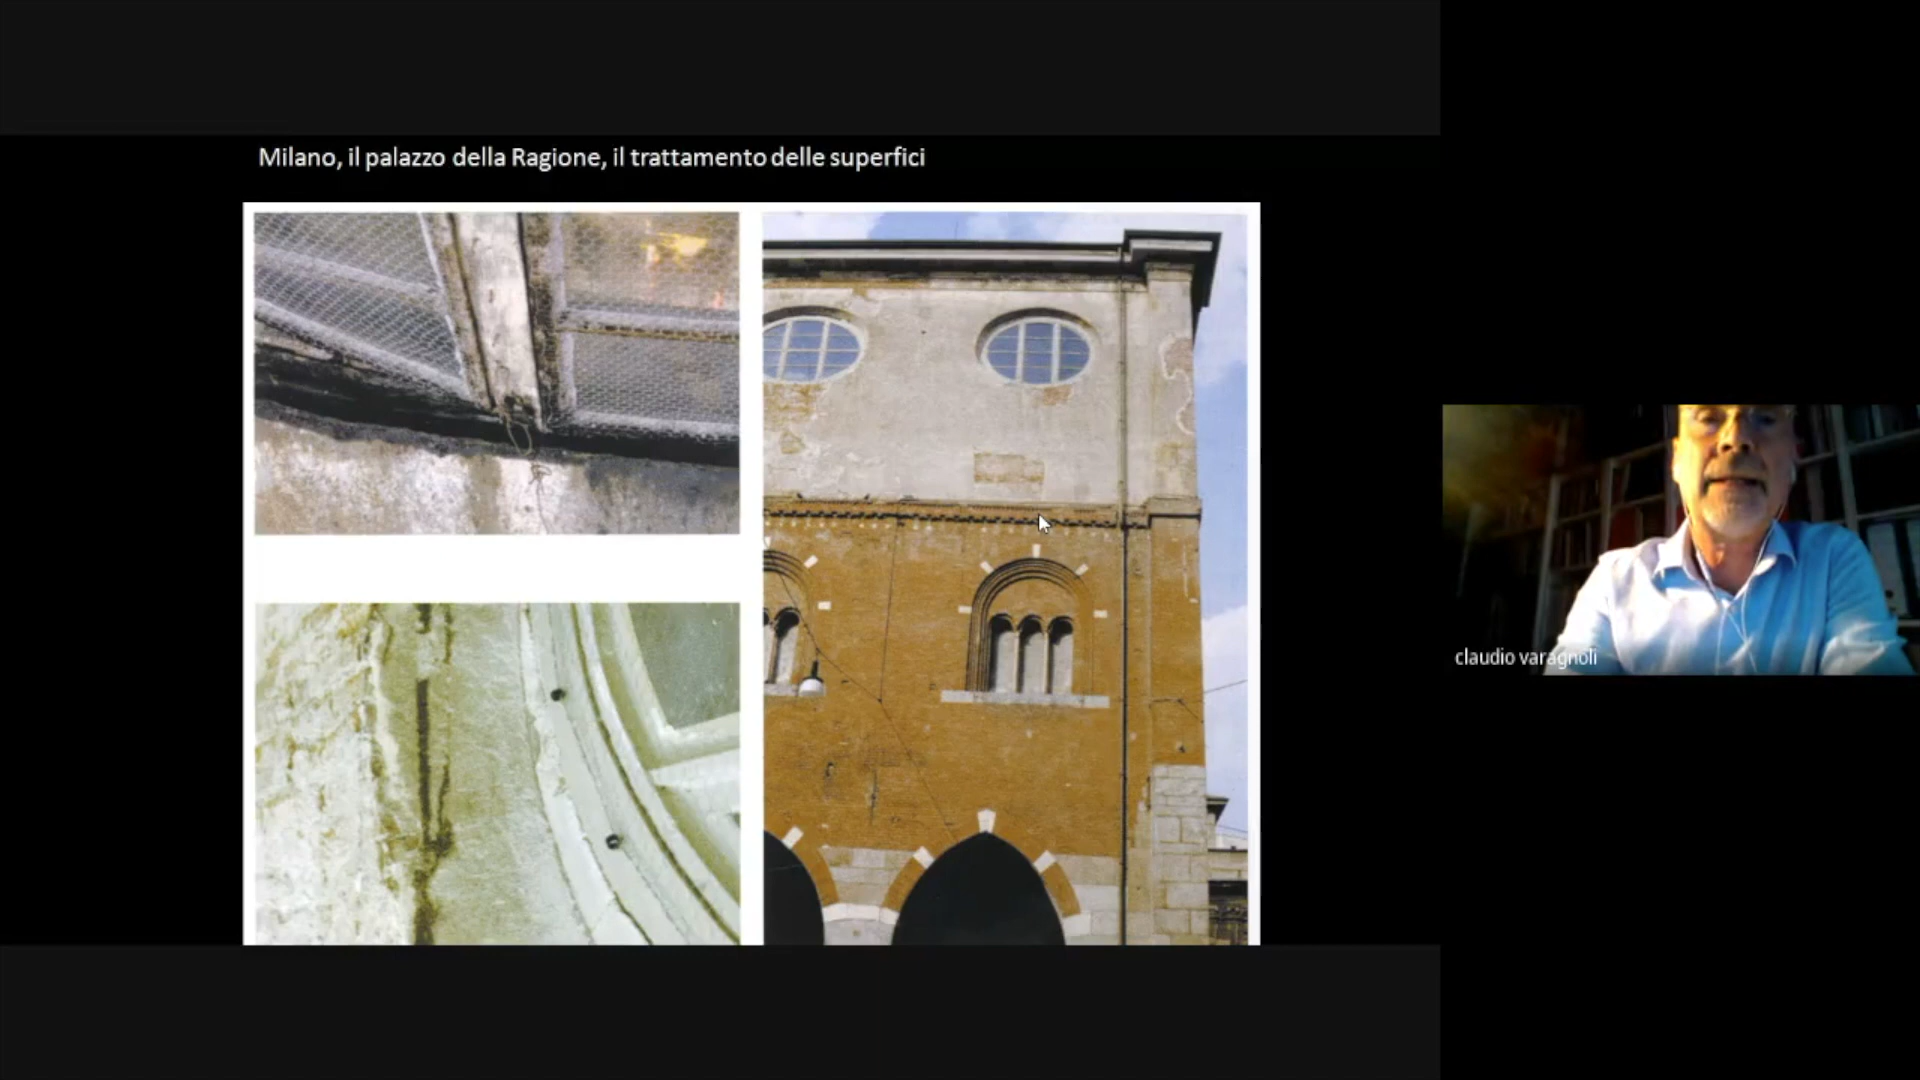 Milano, il palazzo della Ragione, il trattamento delle superfici
claudio varagnoli